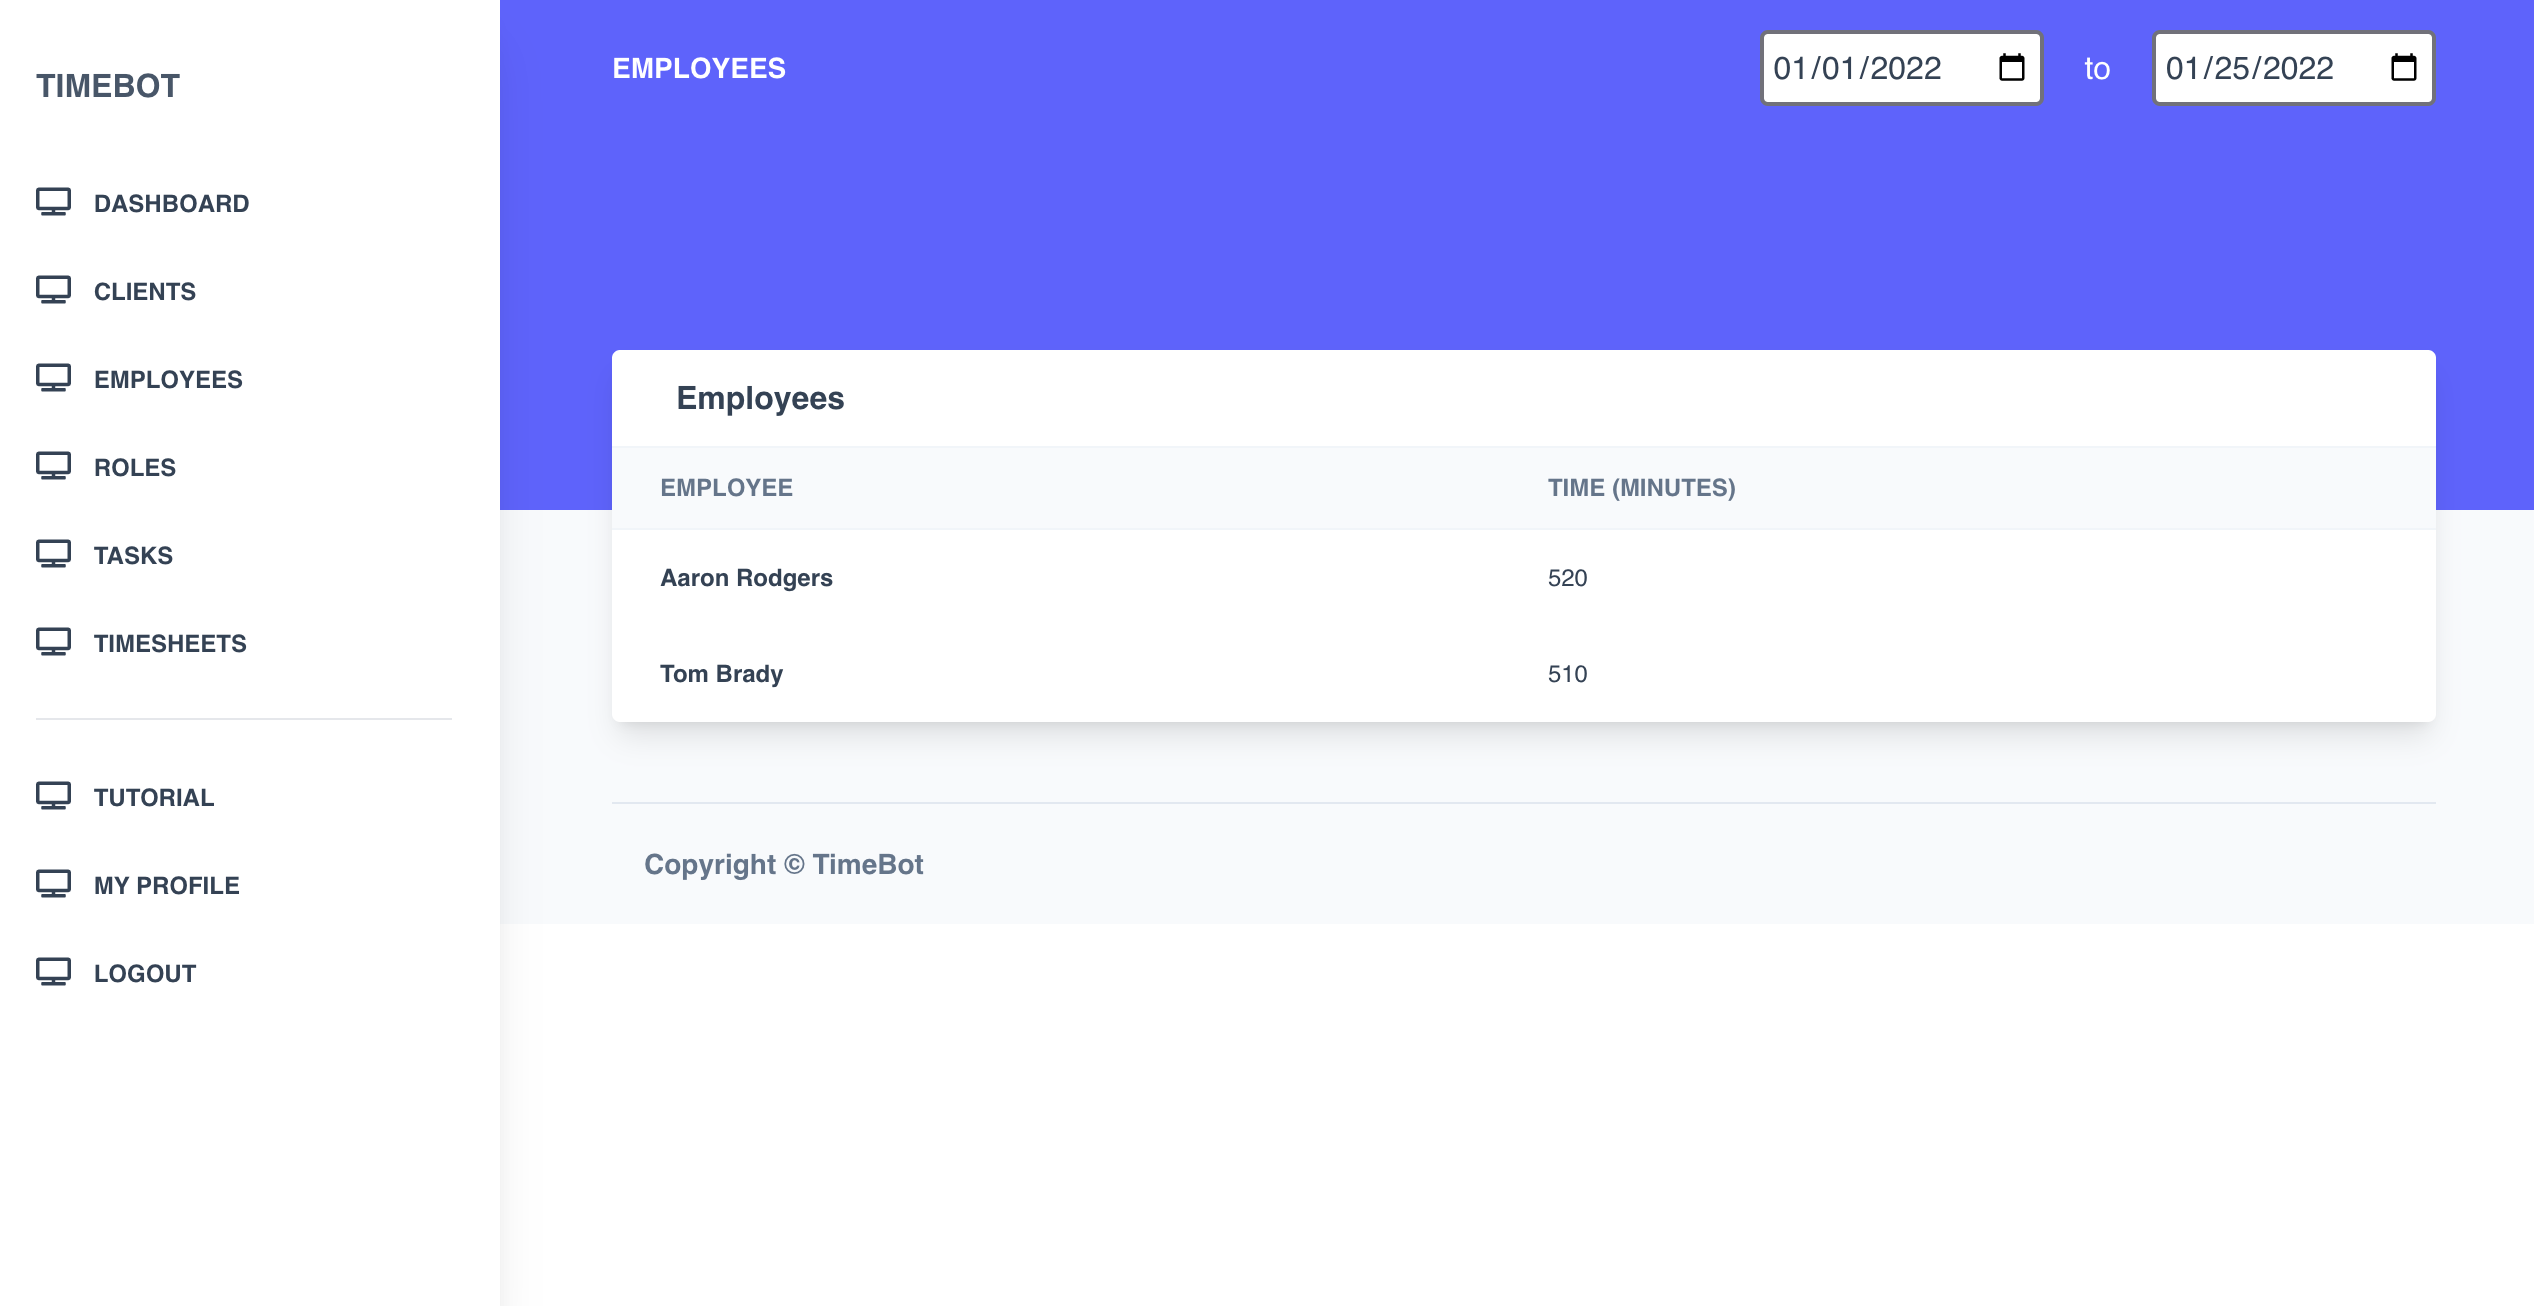 TIMEBOT
DASHBOARD
CLIENTS
EMPLOYEES
ROLES
TASKS
TIMESHEETS
TUTORIAL
MY PROFILE
LOGOUT
EMPLOYEES 01/01/2022 to 01/25/2022
Employees
EMPLOYEE TIME (MINUTES)
Aaron Rodgers 520
Tom Brady 510
Copyright © TimeBot